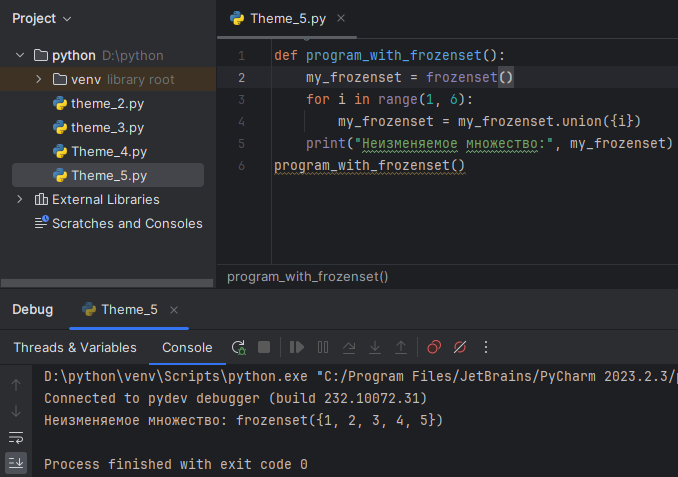 Project
Theme_5.py
python D:\python
venv library root
theme_2.py
theme_3.py
Theme_4.py
Theme_5.py
External Libraries
Scratches and Consoles
1 def program_with_frozenset():
2 my_frozenset = frozenset()
3 for i in range(1, 6):
4 my_frozenset = my_frozenset.union({i})
5 print("Неизменяемое множество:", my_frozenset)
6 program_with_frozenset()
program_with_frozenset()
Debug Theme_5
Threads & Variables Console
D:\python\venv\Scripts\python.exe "C:/Program Files/JetBrains/PyCharm 2023.2.3/
Connected to pydev debugger (build 232.10072.31)
Неизменяемое множество: frozenset({1, 2, 3, 4, 5})
Process finished with exit code 0